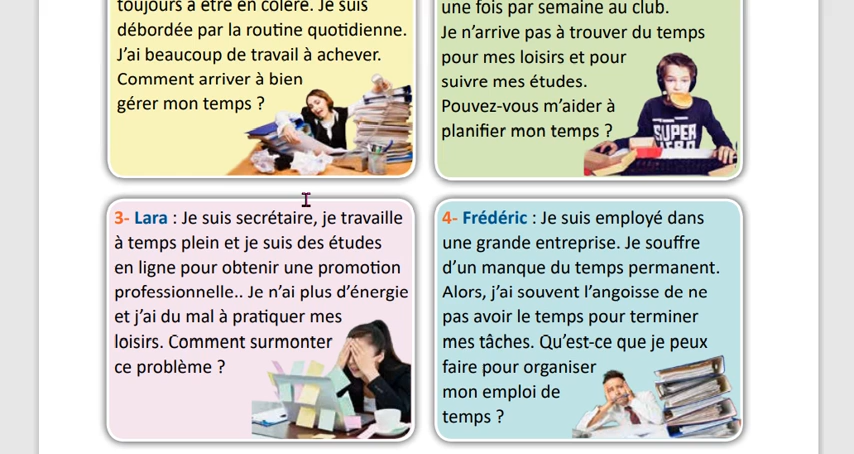 toujours à être en colère. Je suis
débordée par la routine quotidienne.
J'ai beaucoup de travail à achever.
Comment arriver à bien
gérer mon temps ?
une fois par semaine au club.
Je n'arrive pas à trouver du temps
pour mes loisirs et pour
suivre mes études.
Pouvez-vous m'aider à
planifier mon temps ?
SUPER
HERO
3- Lara : Je suis secrétaire, je travaille
à temps plein et je suis des études
en ligne pour obtenir une promotion
professionnelle.. Je n'ai plus d'énergie
et j'ai du mal à pratiquer mes
loisirs. Comment surmonter
ce problème ?
4- Frédéric : Je suis employé dans
une grande entreprise. Je souffre
d'un manque du temps permanent.
Alors, j'ai souvent l'angoisse de ne
pas avoir le temps pour terminer
mes tâches. Qu'est-ce que je peux
faire pour organiser
mon emploi de
temps ?